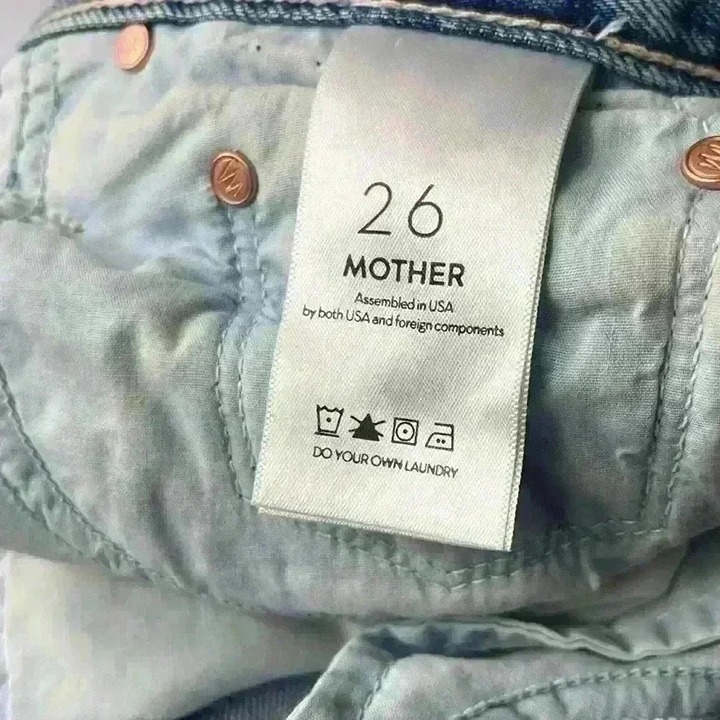 26
MOTHER
Assembled in USA
by both USA and foreign components
DO YOUR OWN LAUNDRY